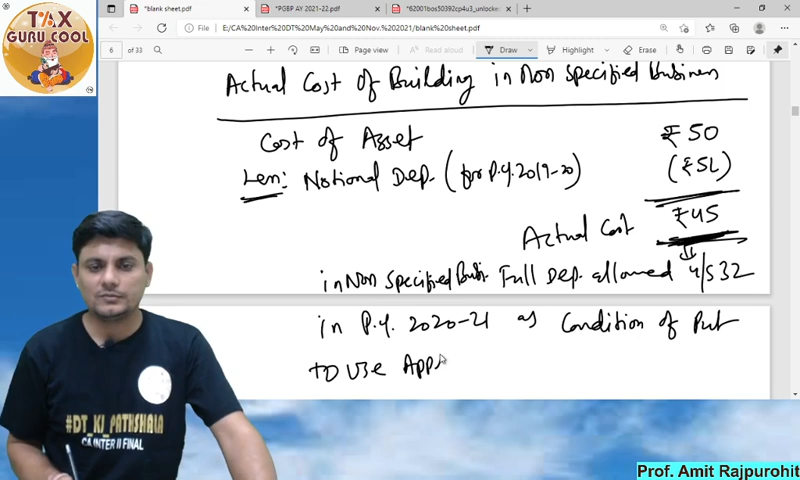 TAX
GURU COOL
*blank sheet.pdf
*PGBP AY 2021-22.pdf
*62001bos50392cp4u3_unlocked
E:/CA%20Inter%20DT%20May%20and%20Nov.%202021/blank%20sheet.pdf
6 of 33
Page view
Draw
Highlight
Erase
Actual Cost of Building in Non Specified Business
Cost of Asset ₹50
Less: Notional Dep. (for P.Y. 2019-20) (₹5L)
Actual Cost ₹45
in Non Specified Busi. Full Dep. allowed u/s 32
in P.Y. 2020-21 as Condition of Put
to use App
#DT_KI_PATHSHALA
CA INTER II FINAL
Prof. Amit Rajpurohit